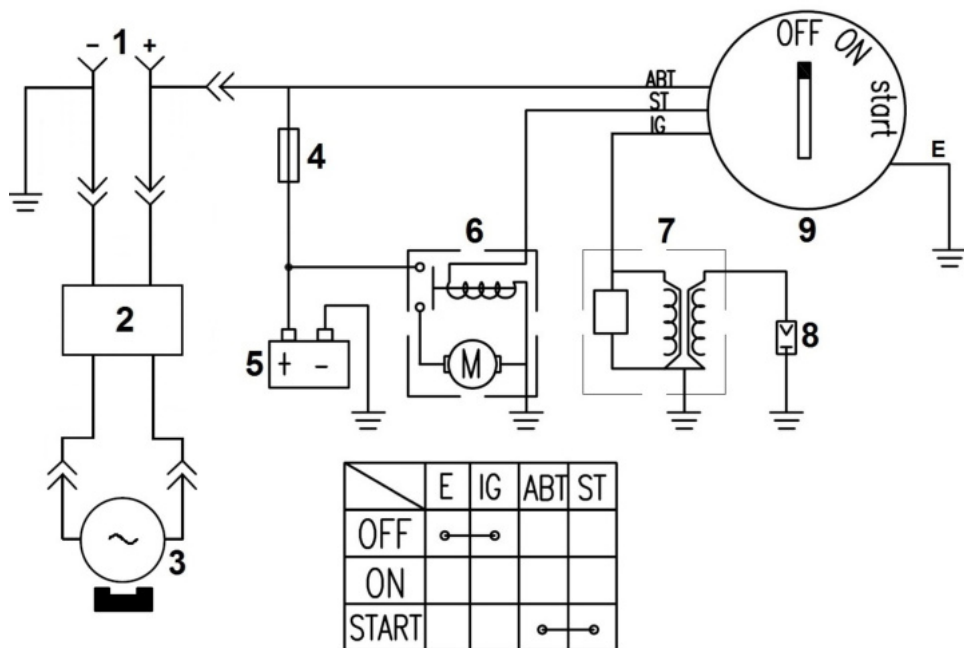 − 1 +
OFF ON start
ABT
ST
IG
E
4
9
6
7
2
8
5
+ −
M
~
3
E IG ABT ST
OFF
ON
START